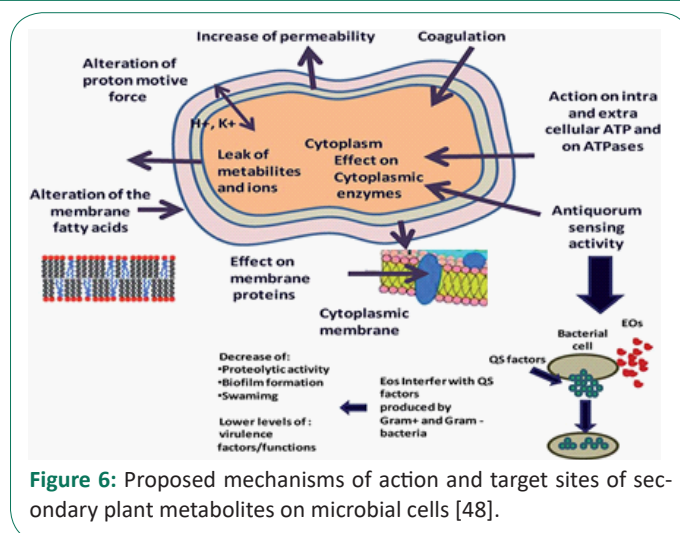 Increase of permeability
Coagulation
Alteration of
proton motive
force
H+, K+
Leak of
metabilites
and ions
Cytoplasm
Effect on
Cytoplasmic
enzymes
Action on intra
and extra
cellular ATP and
on ATPases
Alteration of the
membrane
fatty acids
Antiquorum
sensing
activity
Effect on
membrane
proteins
Cytoplasmic
membrane
Bacterial
cell
EOs
QS factors
Decrease of:
•Proteolytic activity
•Biofilm formation
•Swamimg
Lower levels of :
virulence
factors/functions
Eos Interfer with QS
factors
produced by
Gram+ and Gram -
bacteria
Figure 6: Proposed mechanisms of action and target sites of sec-
ondary plant metabolites on microbial cells [48].